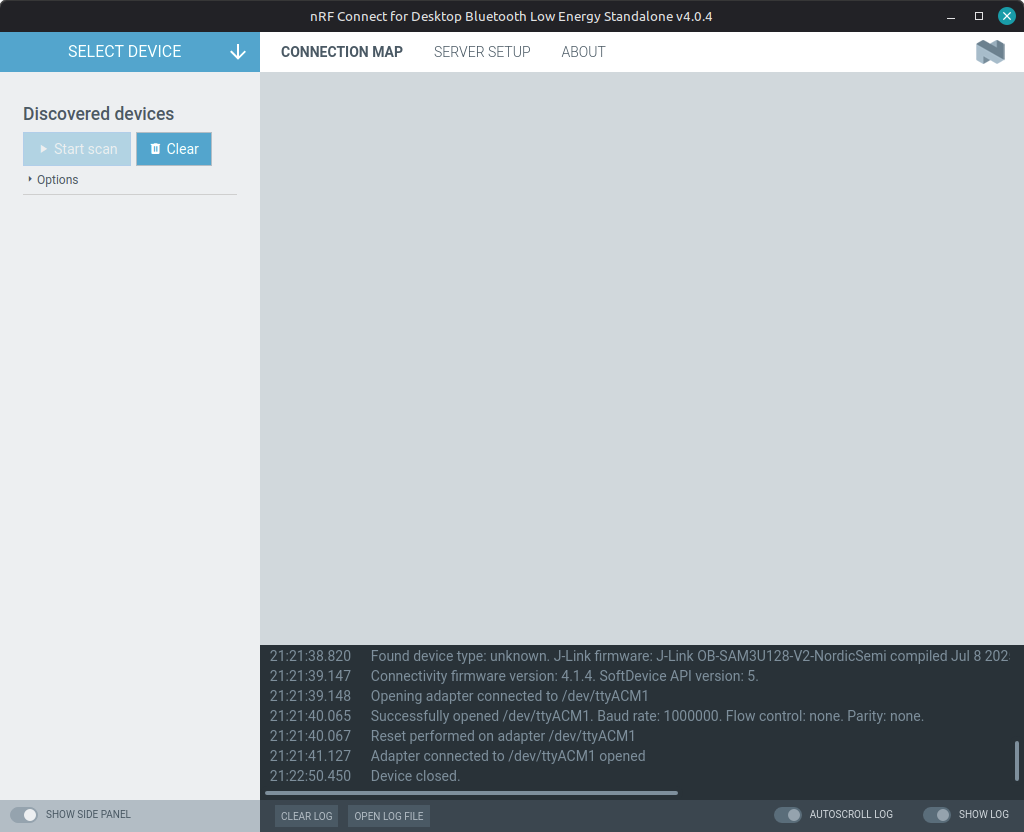 nRF Connect for Desktop Bluetooth Low Energy Standalone v4.0.4
SELECT DEVICE
CONNECTION MAP SERVER SETUP ABOUT
Discovered devices
Start scan Clear
Options
21:21:38.820 Found device type: unknown. J-Link firmware: J-Link OB-SAM3U128-V2-NordicSemi compiled Jul 8 202
21:21:39.147 Connectivity firmware version: 4.1.4. SoftDevice API version: 5.
21:21:39.148 Opening adapter connected to /dev/ttyACM1
21:21:40.065 Successfully opened /dev/ttyACM1. Baud rate: 1000000. Flow control: none. Parity: none.
21:21:40.067 Reset performed on adapter /dev/ttyACM1
21:21:41.127 Adapter connected to /dev/ttyACM1 opened
21:22:50.450 Device closed.
SHOW SIDE PANEL CLEAR LOG OPEN LOG FILE AUTOSCROLL LOG SHOW LOG